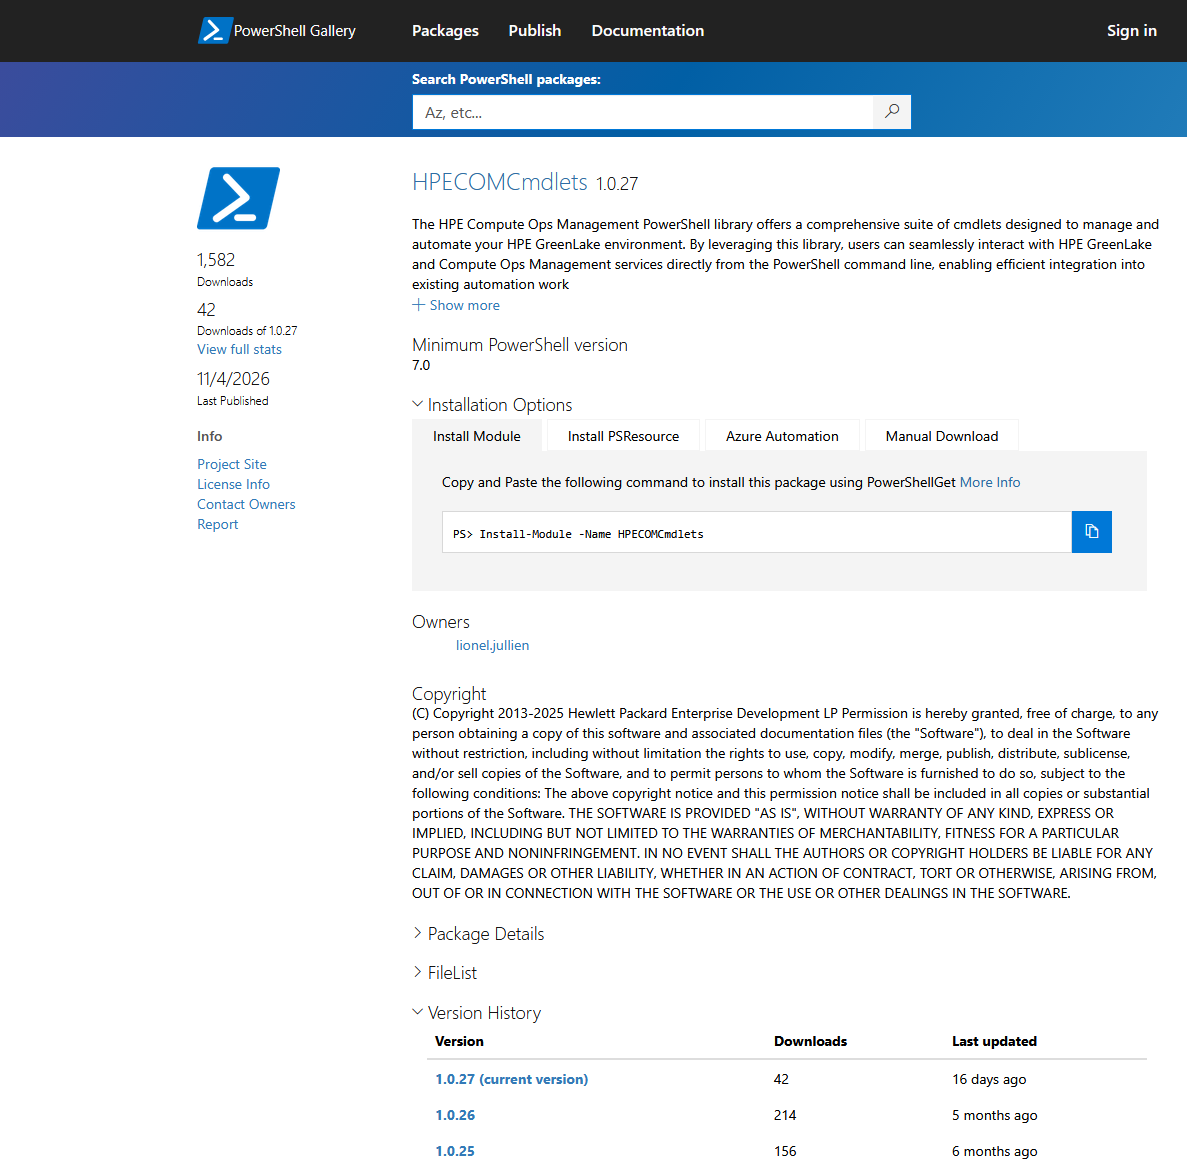 PowerShell Gallery
Packages
Publish
Documentation
Sign in
Search PowerShell packages:
Az, etc...
1,582
Downloads
42
Downloads of 1.0.27
View full stats
11/4/2026
Last Published
Info
Project Site
License Info
Contact Owners
Report
HPECOMCmdlets 1.0.27
The HPE Compute Ops Management PowerShell library offers a comprehensive suite of cmdlets designed to manage and
automate your HPE GreenLake environment. By leveraging this library, users can seamlessly interact with HPE GreenLake
and Compute Ops Management services directly from the PowerShell command line, enabling efficient integration into
existing automation work
Show more
Minimum PowerShell version
7.0
Installation Options
Install Module
Install PSResource
Azure Automation
Manual Download
Copy and Paste the following command to install this package using PowerShellGet More Info
PS> Install-Module -Name HPECOMCmdlets
Owners
lionel.jullien
Copyright
(C) Copyright 2013-2025 Hewlett Packard Enterprise Development LP Permission is hereby granted, free of charge, to any
person obtaining a copy of this software and associated documentation files (the "Software"), to deal in the Software
without restriction, including without limitation the rights to use, copy, modify, merge, publish, distribute, sublicense,
and/or sell copies of the Software, and to permit persons to whom the Software is furnished to do so, subject to the
following conditions: The above copyright notice and this permission notice shall be included in all copies or substantial
portions of the Software. THE SOFTWARE IS PROVIDED "AS IS", WITHOUT WARRANTY OF ANY KIND, EXPRESS OR
IMPLIED, INCLUDING BUT NOT LIMITED TO THE WARRANTIES OF MERCHANTABILITY, FITNESS FOR A PARTICULAR
PURPOSE AND NONINFRINGEMENT. IN NO EVENT SHALL THE AUTHORS OR COPYRIGHT HOLDERS BE LIABLE FOR ANY
CLAIM, DAMAGES OR OTHER LIABILITY, WHETHER IN AN ACTION OF CONTRACT, TORT OR OTHERWISE, ARISING FROM,
OUT OF OR IN CONNECTION WITH THE SOFTWARE OR THE USE OR OTHER DEALINGS IN THE SOFTWARE.
Package Details
FileList
Version History
Version Downloads Last updated
1.0.27 (current version) 42 16 days ago
1.0.26 214 5 months ago
1.0.25 156 6 months ago